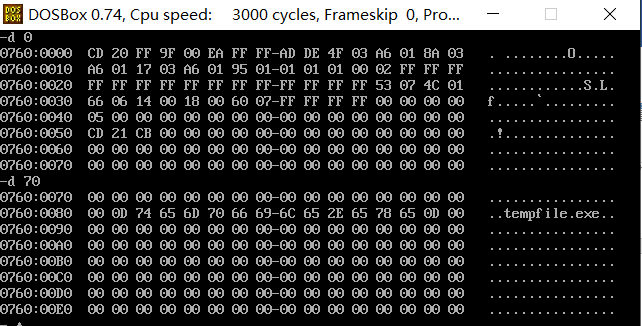 DOSBox 0.74, Cpu speed: 3000 cycles, Frameskip 0, Pro...
-d 0
0760:0000 CD 20 FF 9F 00 EA FF FF-AD DE 4F 03 A6 01 8A 03 . ........O.....
0760:0010 A6 01 17 03 A6 01 95 01-01 01 01 00 02 FF FF FF ................
0760:0020 FF FF FF FF FF FF FF FF-FF FF FF FF 53 07 4C 01 ............S.L.
0760:0030 66 06 14 00 18 00 60 07-FF FF FF FF 00 00 00 00 f.....`.........
0760:0040 05 00 00 00 00 00 00 00-00 00 00 00 00 00 00 00 ................
0760:0050 CD 21 CB 00 00 00 00 00-00 00 00 00 00 00 00 00 .!..............
0760:0060 00 00 00 00 00 00 00 00-00 00 00 00 00 00 00 00 ................
0760:0070 00 00 00 00 00 00 00 00-00 00 00 00 00 00 00 00 ................
-d 70
0760:0070 00 00 00 00 00 00 00 00-00 00 00 00 00 00 00 00 ................
0760:0080 00 0D 74 65 6D 70 66 69-6C 65 2E 65 78 65 0D 00 ..tempfile.exe..
0760:0090 00 00 00 00 00 00 00 00-00 00 00 00 00 00 00 00 ................
0760:00A0 00 00 00 00 00 00 00 00-00 00 00 00 00 00 00 00 ................
0760:00B0 00 00 00 00 00 00 00 00-00 00 00 00 00 00 00 00 ................
0760:00C0 00 00 00 00 00 00 00 00-00 00 00 00 00 00 00 00 ................
0760:00D0 00 00 00 00 00 00 00 00-00 00 00 00 00 00 00 00 ................
0760:00E0 00 00 00 00 00 00 00 00-00 00 00 00 00 00 00 00 ................